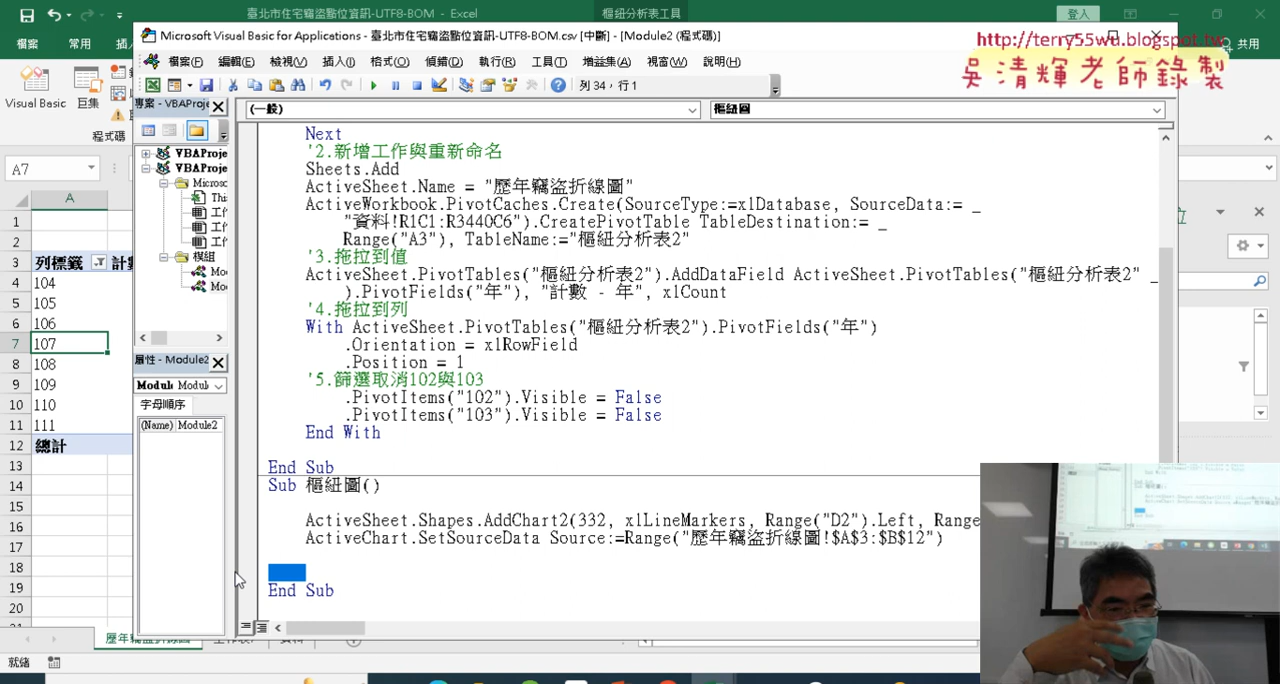 臺北市住宅竊盜點位資訊-UTF8-BOM - Excel
樞紐分析表工具
登入
Microsoft Visual Basic for Applications - 臺北市住宅竊盜點位資訊-UTF8-BOM.csv [中斷] - [Module2 (程式碼)]
http://terry55wu.blogspot.tw
吳清輝老師錄製
檔案
常用
共用
檔案(F) 編輯(E) 檢視(V) 插入(I) 格式(O) 偵錯(D) 執行(R) 工具(T) 增益集(A) 視窗(W) 說明(H)
列 34，行 1
Visual Basic
巨集
程式碼
專案 - VBAProje
VBAProje
VBAProje
Microso
模組
(一般)
樞紐圖
A7
A
1
2
3 列標籤
4 104
5 105
6 106
7 107
8 108
9 109
10 110
11 111
12 總計
13
14
15
16
17
18
19
20
屬性 - Module2
字母順序
(Name) Module2
Next
'2.新增工作與重新命名
Sheets.Add
ActiveSheet.Name = "歷年竊盜折線圖"
ActiveWorkbook.PivotCaches.Create(SourceType:=xlDatabase, SourceData:= _
"資料!R1C1:R3440C6").CreatePivotTable TableDestination:= _
Range("A3"), TableName:="樞紐分析表2"
'3.拖拉到值
ActiveSheet.PivotTables("樞紐分析表2").AddDataField ActiveSheet.PivotTables("樞紐分析表2" _
).PivotFields("年"), "計數 - 年", xlCount
'4.拖拉到列
With ActiveSheet.PivotTables("樞紐分析表2").PivotFields("年")
.Orientation = xlRowField
.Position = 1
'5.篩選取消102與103
.PivotItems("102").Visible = False
.PivotItems("103").Visible = False
End With
End Sub
Sub 樞紐圖()
ActiveSheet.Shapes.AddChart2(332, xlLineMarkers, Range("D2").Left, Range
ActiveChart.SetSourceData Source:=Range("歷年竊盜折線圖!$A$3:$B$12")
End Sub
歷年竊盜折線圖
就緒